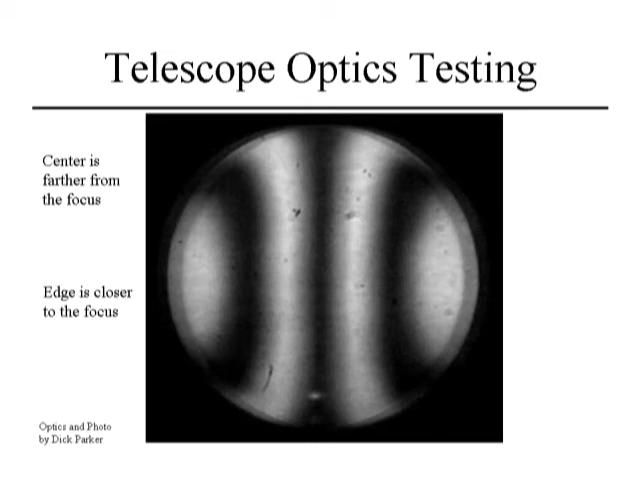 Telescope Optics Testing
Center is
farther from
the focus
Edge is closer
to the focus
Optics and Photo
by Dick Parker